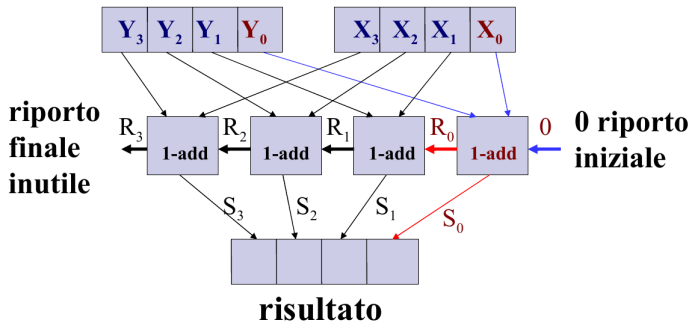 Y₃ Y₂ Y₁ Y₀ X₃ X₂ X₁ X₀
riporto
finale
inutile
R₃ R₂ R₁ R₀ 0
1-add 1-add 1-add 1-add
0 riporto
iniziale
S₃ S₂ S₁ S₀
risultato